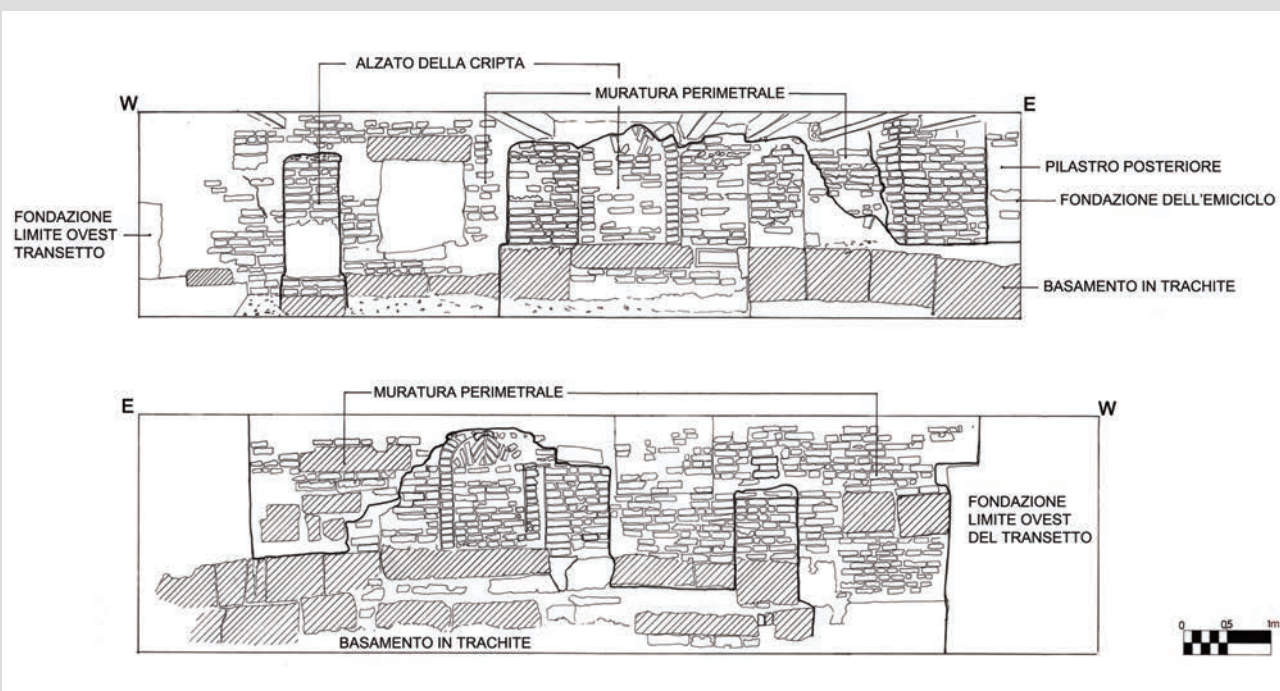 ALZATO DELLA CRIPTA
MURATURA PERIMETRALE
W
E
PILASTRO POSTERIORE
FONDAZIONE DELL'EMICICLO
FONDAZIONE
LIMITE OVEST
TRANSETTO
BASAMENTO IN TRACHITE
MURATURA PERIMETRALE
E
W
FONDAZIONE
LIMITE OVEST
DEL TRANSETTO
BASAMENTO IN TRACHITE
0 05 1m